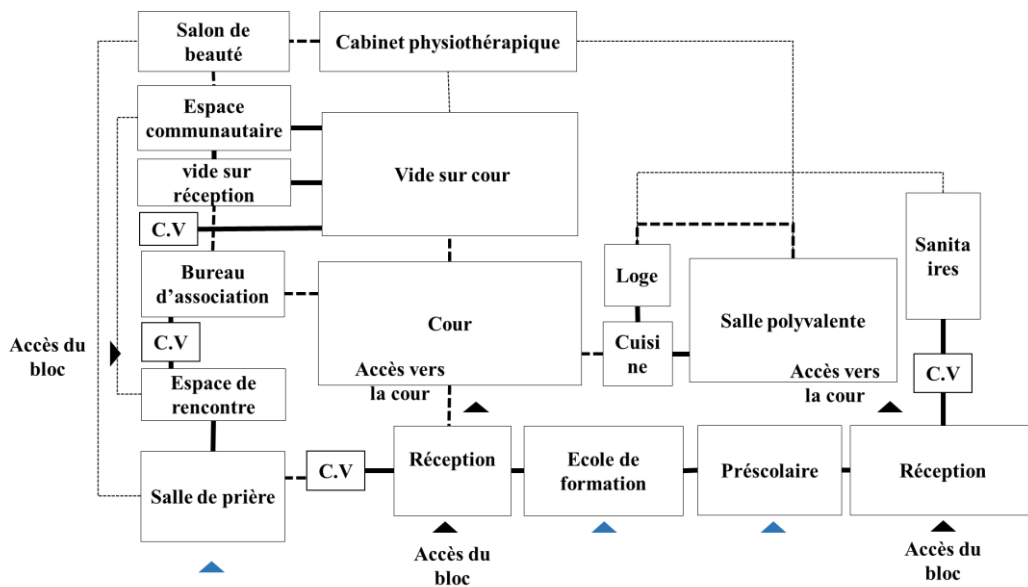 Salon de
beauté
Cabinet physiothérapique
Espace
communautaire
vide sur
réception
Vide sur cour
C.V
Sanita
ires
Bureau
d’association
Loge
Cour
Salle polyvalente
Accès du
bloc
C.V
Cuisi
ne
C.V
Espace de
rencontre
Accès vers
la cour
Accès vers
la cour
Salle de prière
C.V
Réception
Ecole de
formation
Préscolaire
Réception
Accès du
bloc
Accès du
bloc